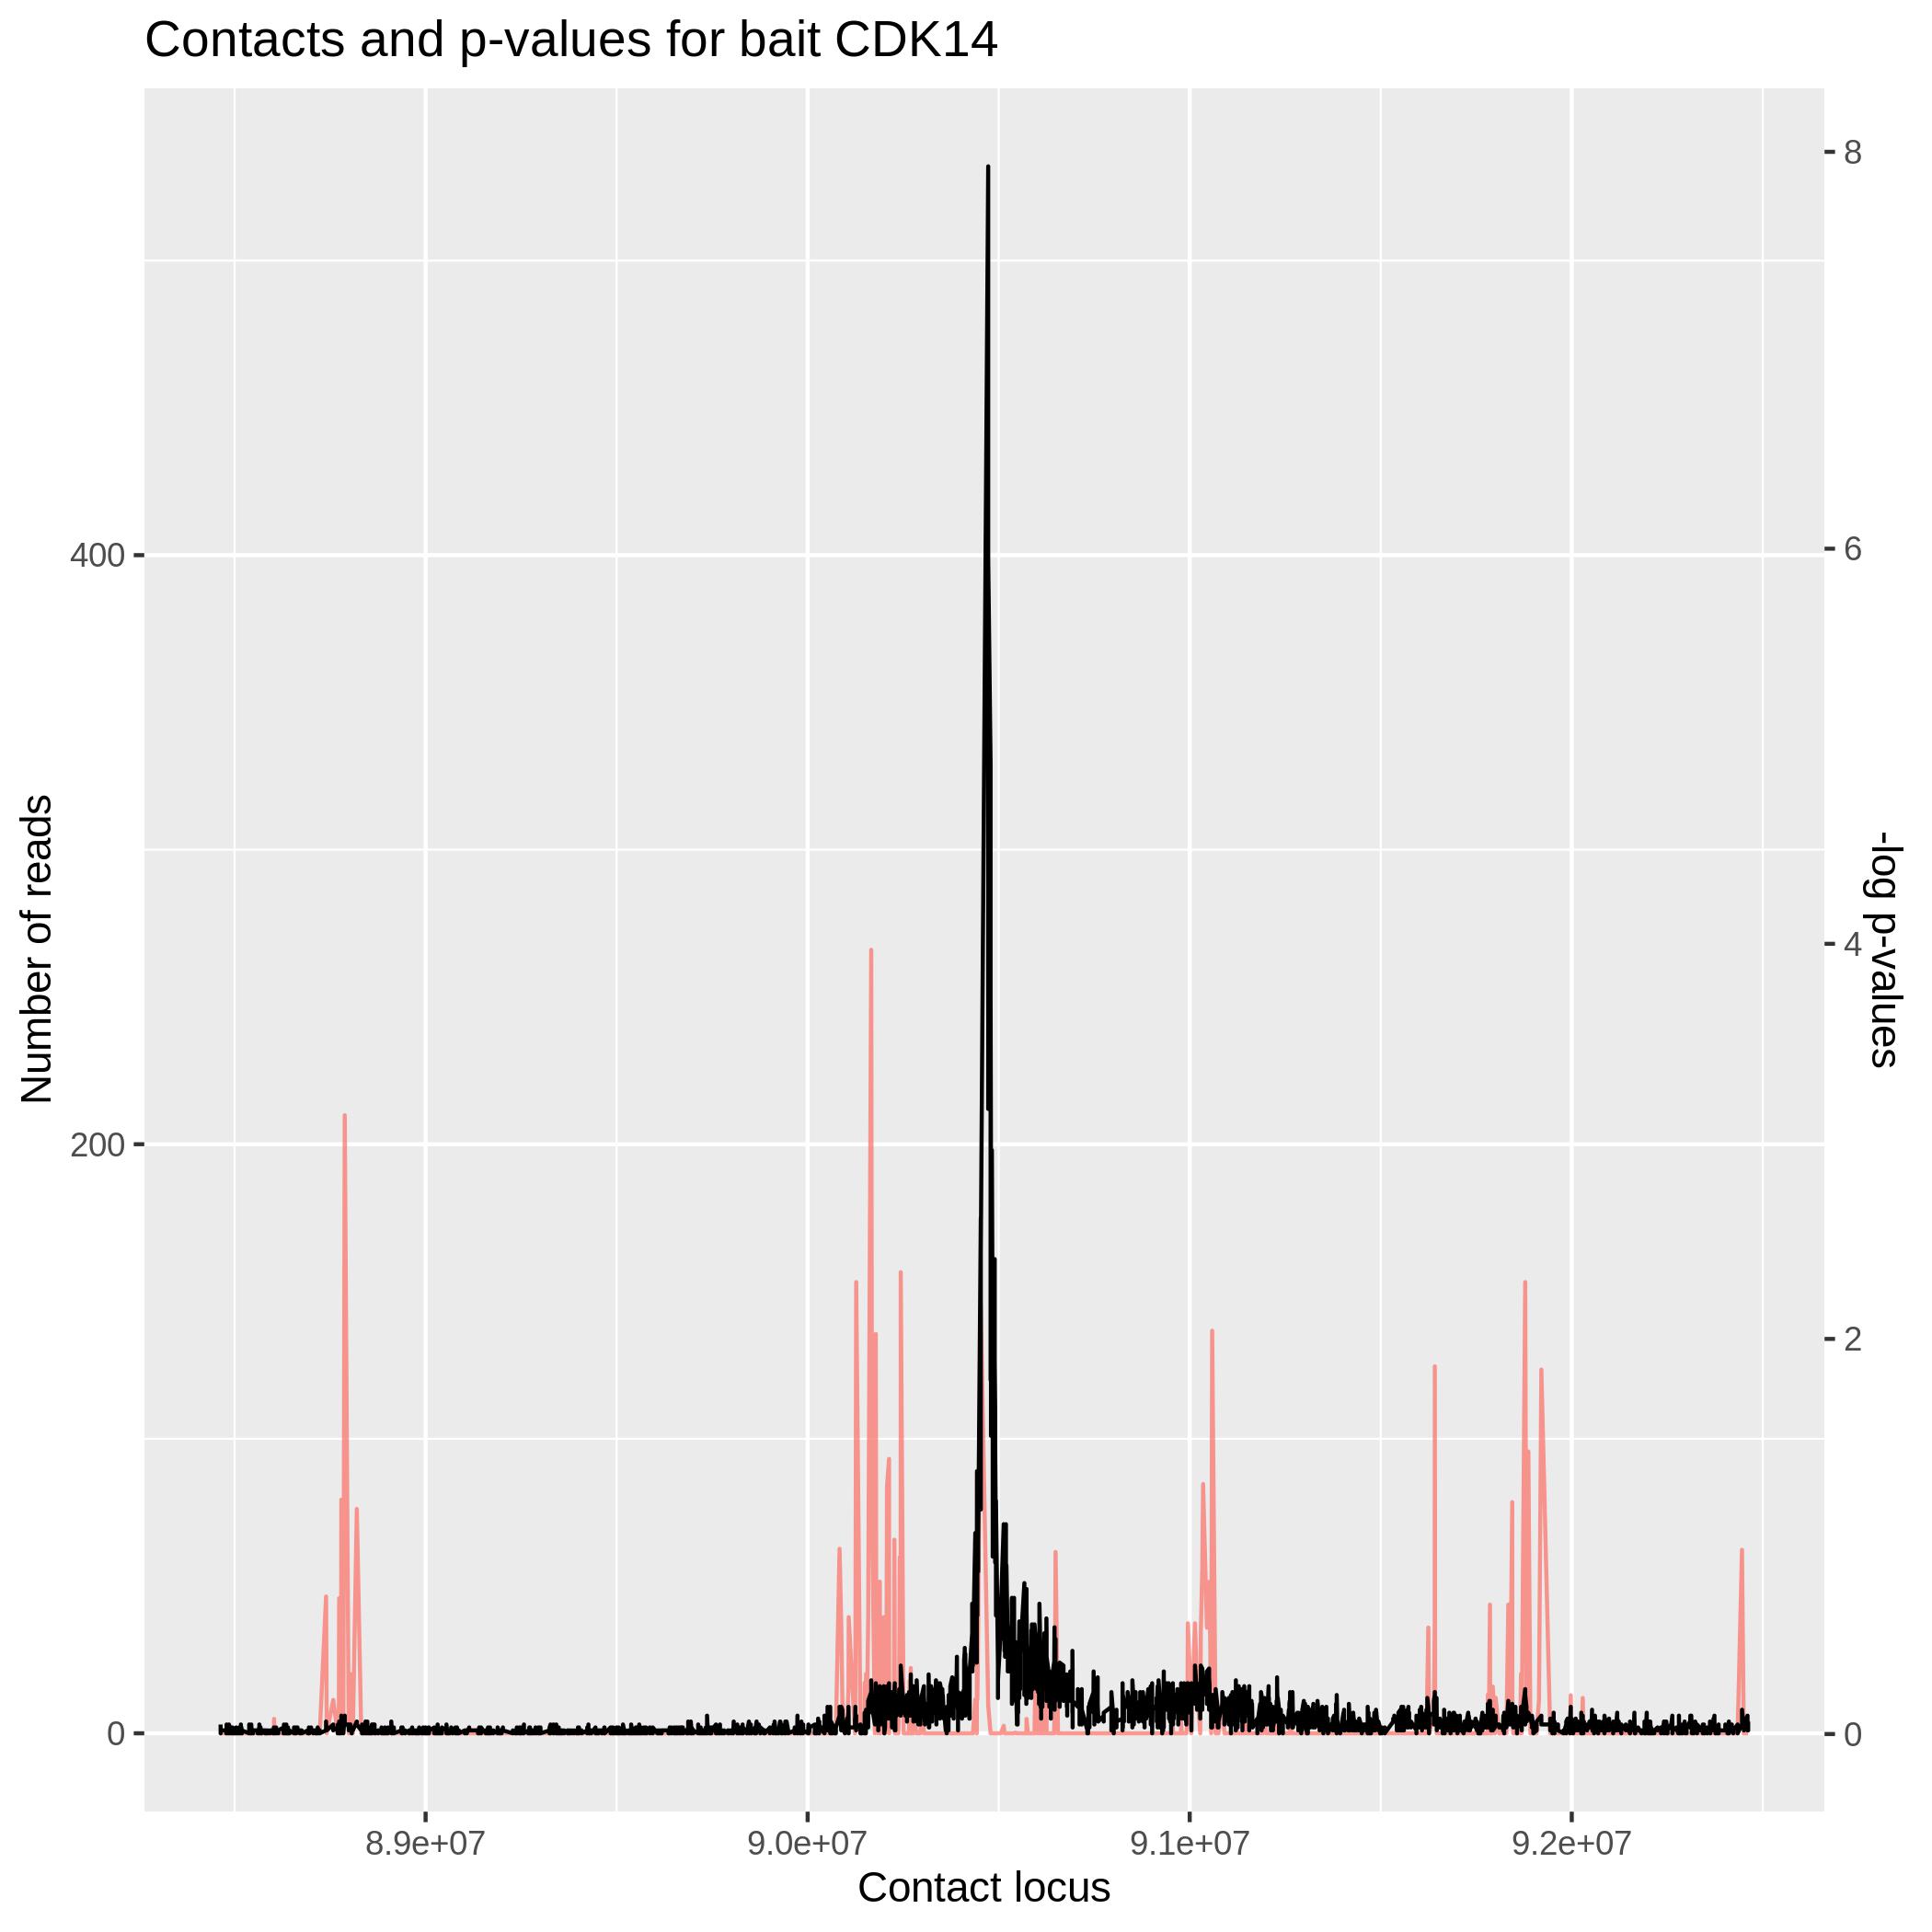 Contacts and p-values for bait CDK14
Number of reads
400
200
0
8
6
4
2
0
-log p-values
8.9e+07
9.0e+07
9.1e+07
9.2e+07
Contact locus